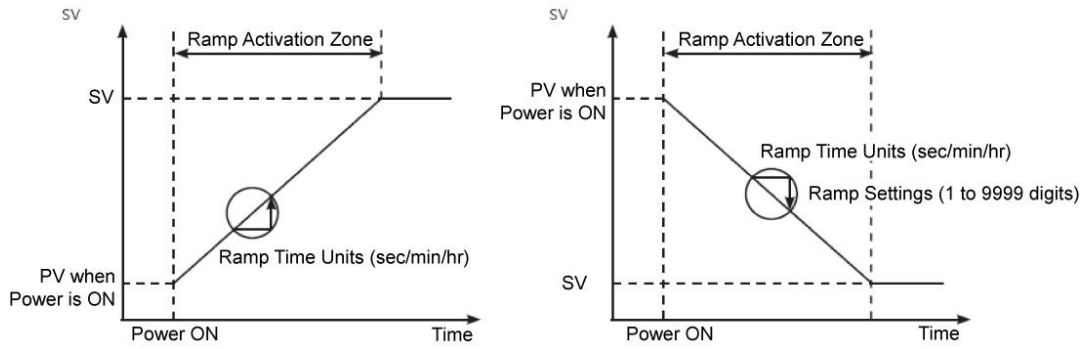 SV
Ramp Activation Zone
SV
Ramp Time Units (sec/min/hr)
PV when
Power is ON
Power ON
Time
SV
Ramp Activation Zone
PV when
Power is ON
Ramp Time Units (sec/min/hr)
Ramp Settings (1 to 9999 digits)
SV
Power ON
Time